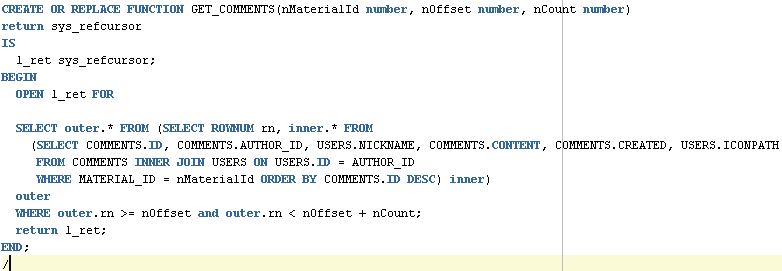 CREATE OR REPLACE FUNCTION GET_COMMENTS(nMaterialId number, nOffset number, nCount number)
return sys_refcursor
IS
l_ret sys_refcursor;
BEGIN
OPEN l_ret FOR
SELECT outer.* FROM (SELECT ROWNUM rn, inner.* FROM
(SELECT COMMENTS.ID, COMMENTS.AUTHOR_ID, USERS.NICKNAME, COMMENTS.CONTENT, COMMENTS.CREATED, USERS.ICONPATH
FROM COMMENTS INNER JOIN USERS ON USERS.ID = AUTHOR_ID
WHERE MATERIAL_ID = nMaterialId ORDER BY COMMENTS.ID DESC) inner)
outer
WHERE outer.rn >= nOffset and outer.rn < nOffset + nCount;
return l_ret;
END;
/